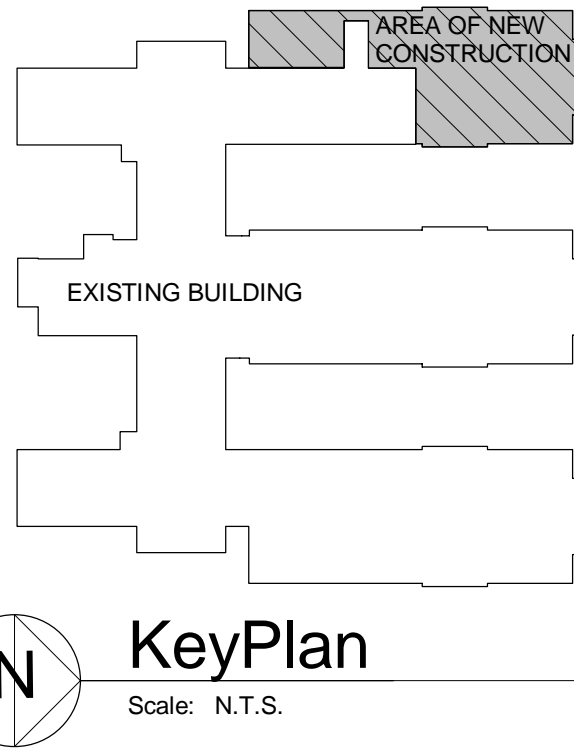 AREA OF NEW
CONSTRUCTION
EXISTING BUILDING
N
KeyPlan
Scale: N.T.S.